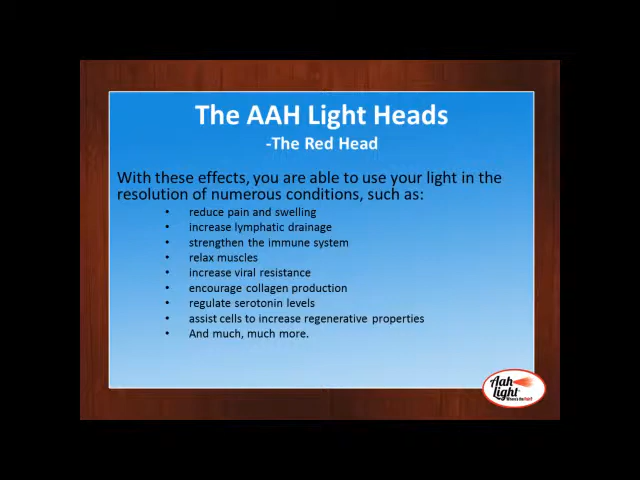 The AAH Light Heads
-The Red Head
With these effects, you are able to use your light in the
resolution of numerous conditions, such as:
• reduce pain and swelling
• increase lymphatic drainage
• strengthen the immune system
• relax muscles
• increase viral resistance
• encourage collagen production
• regulate serotonin levels
• assist cells to increase regenerative properties
• And much, much more.
Aah
Light
Where's the Pain?